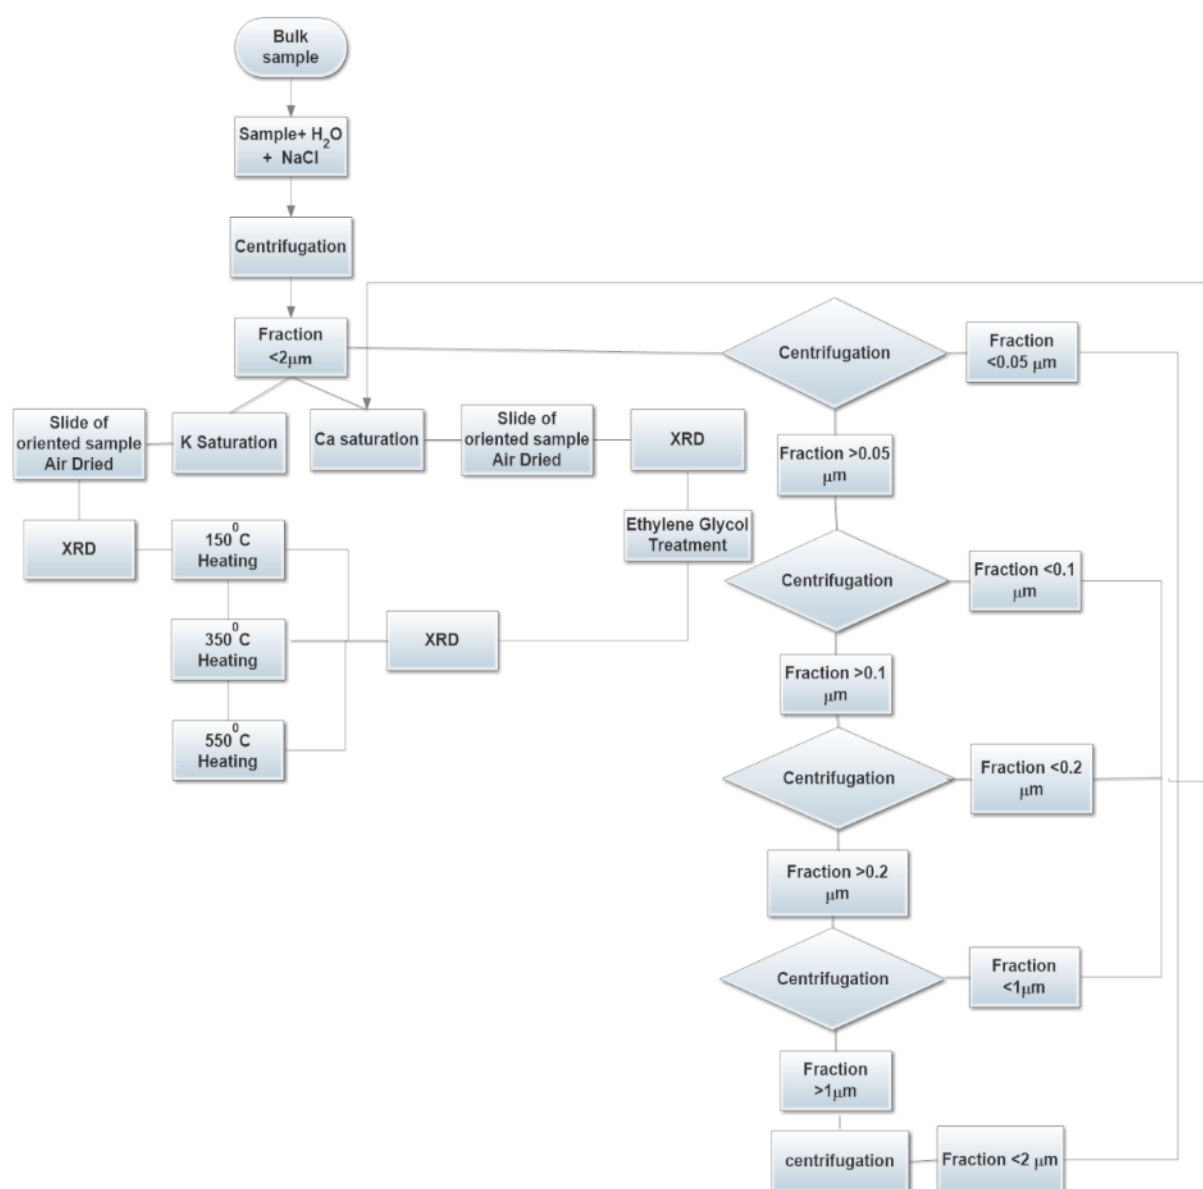 Bulk
sample
Sample+ H2O
+ NaCl
Centrifugation
Fraction
<2μm
Centrifugation
Fraction
<0.05 μm
Slide of
oriented sample
Air Dried
K Saturation
Ca saturation
Slide of
oriented sample
Air Dried
XRD
Fraction >0.05
μm
XRD
150⁰C
Heating
Ethylene Glycol
Treatment
Centrifugation
Fraction <0.1
μm
350⁰C
Heating
XRD
Fraction >0.1
μm
550⁰C
Heating
Centrifugation
Fraction <0.2
μm
Fraction >0.2
μm
Centrifugation
Fraction
<1μm
Fraction
>1μm
centrifugation
Fraction <2 μm